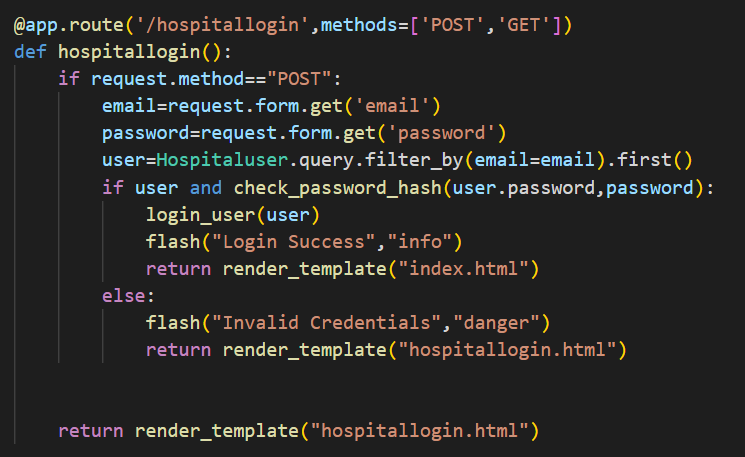 @app.route('/hospitallogin',methods=['POST','GET'])
def hospitallogin():
    if request.method=="POST":
        email=request.form.get('email')
        password=request.form.get('password')
        user=Hospitaluser.query.filter_by(email=email).first()
        if user and check_password_hash(user.password,password):
            login_user(user)
            flash("Login Success","info")
            return render_template("index.html")
        else:
            flash("Invalid Credentials","danger")
            return render_template("hospitallogin.html")
    return render_template("hospitallogin.html")